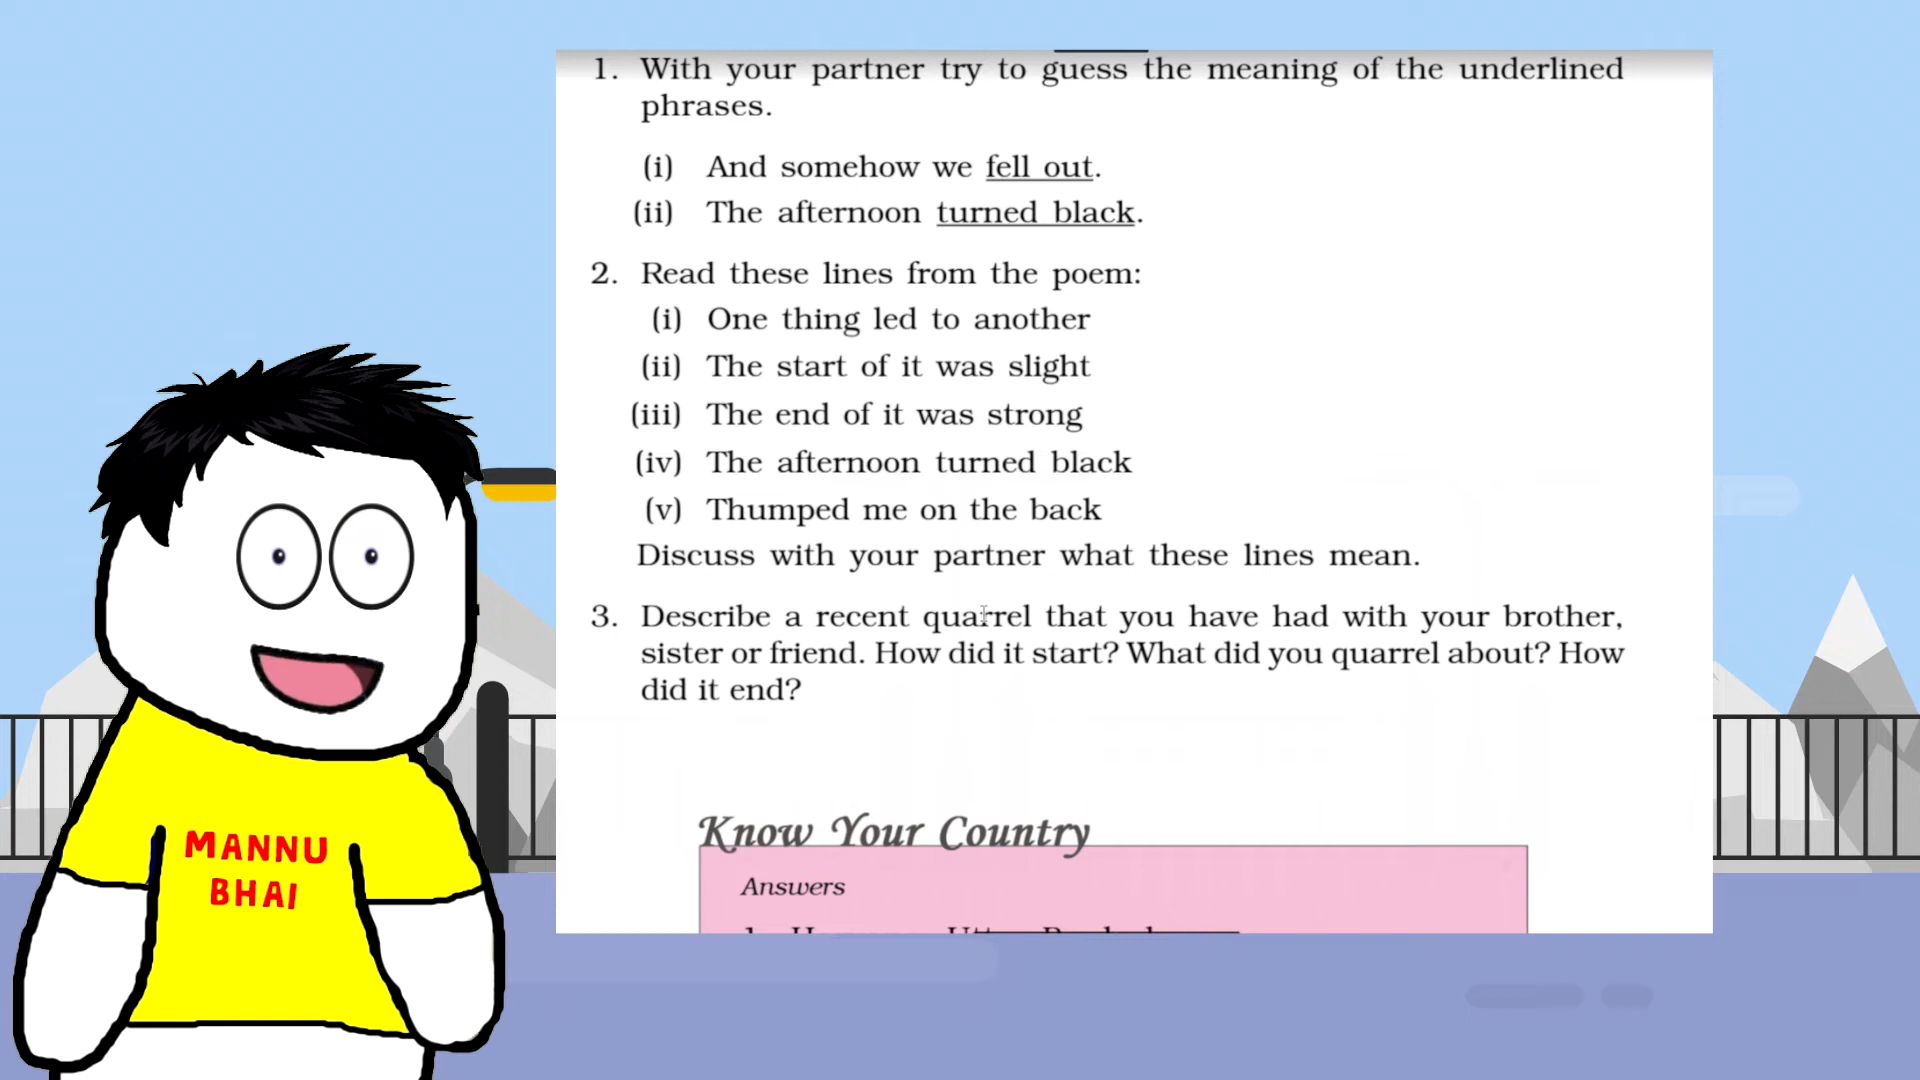 1. With your partner try to guess the meaning of the underlined
phrases.
(i) And somehow we fell out.
(ii) The afternoon turned black.
2. Read these lines from the poem:
(i) One thing led to another
(ii) The start of it was slight
(iii) The end of it was strong
(iv) The afternoon turned black
(v) Thumped me on the back
Discuss with your partner what these lines mean.
3. Describe a recent quarrel that you have had with your brother,
sister or friend. How did it start? What did you quarrel about? How
did it end?
Know Your Country
Answers
MANNU
BHAI